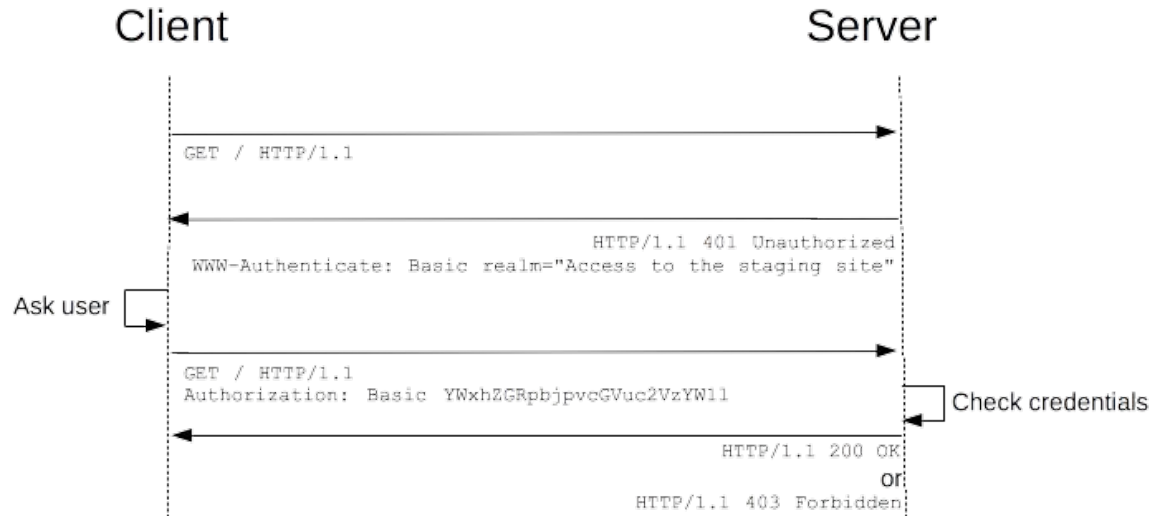 Client
Server
GET / HTTP/1.1
HTTP/1.1 401 Unauthorized
WWW-Authenticate: Basic realm="Access to the staging site"
Ask user
GET / HTTP/1.1
Authorization: Basic YWxhZGRpbjpvcGVuc2VzYW1l
Check credentials
HTTP/1.1 200 OK
or
HTTP/1.1 403 Forbidden